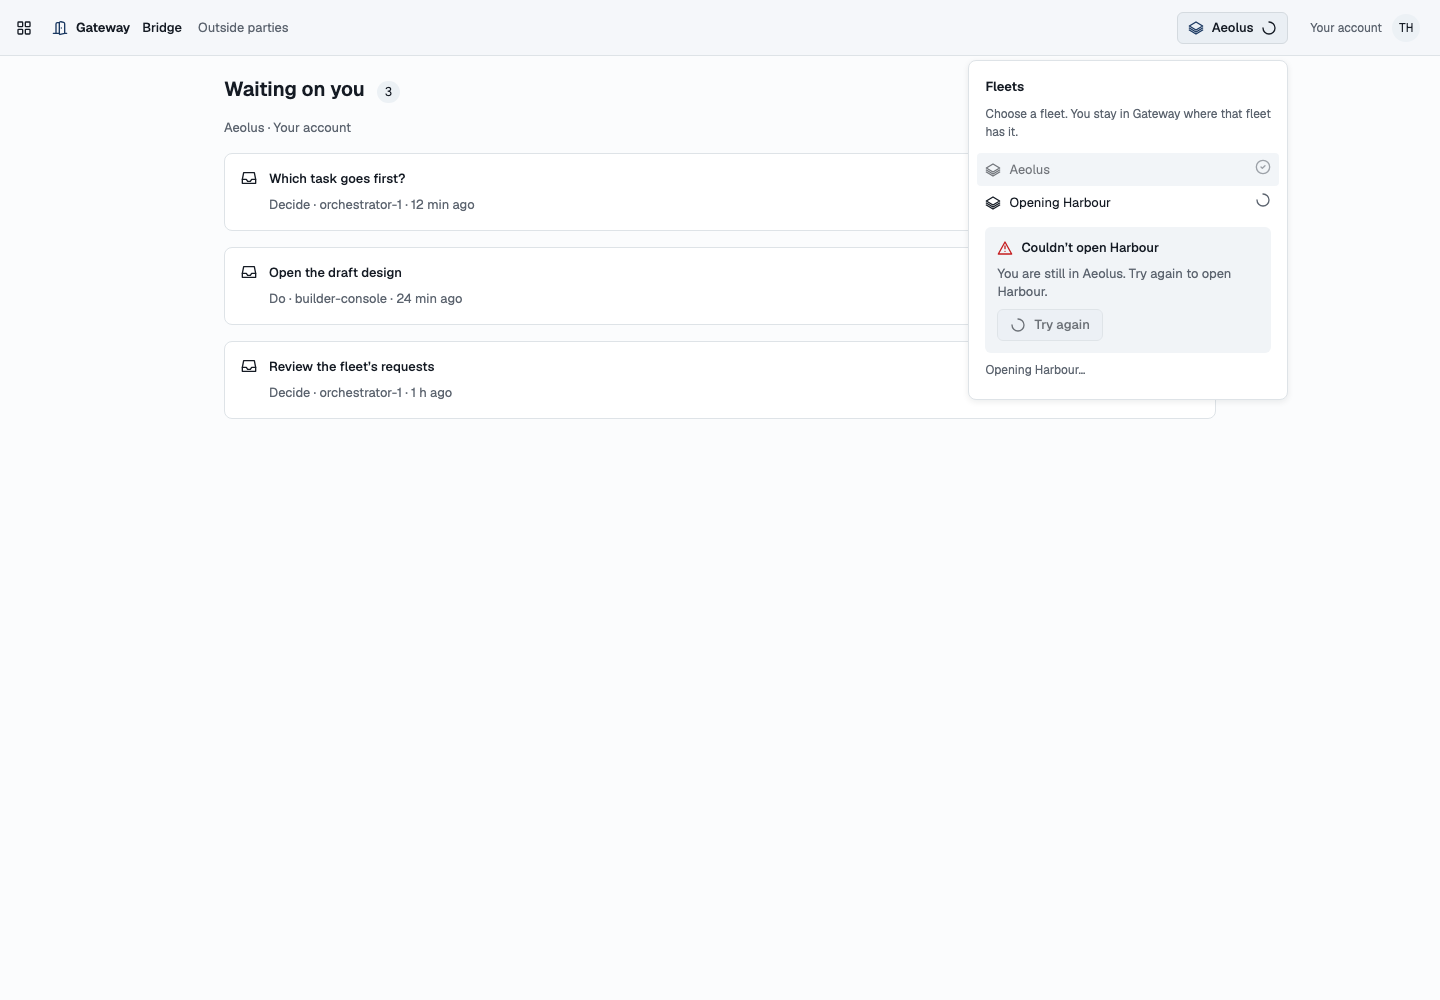 Gateway Bridge Outside parties Aeolus Your account TH
Waiting on you 3
Aeolus · Your account
Which task goes first?
Decide · orchestrator-1 · 12 min ago
Open the draft design
Do · builder-console · 24 min ago
Review the fleet’s requests
Decide · orchestrator-1 · 1 h ago
Fleets
Choose a fleet. You stay in Gateway where that fleet
has it.
Aeolus
Opening Harbour
Couldn’t open Harbour
You are still in Aeolus. Try again to open
Harbour.
Try again
Opening Harbour…